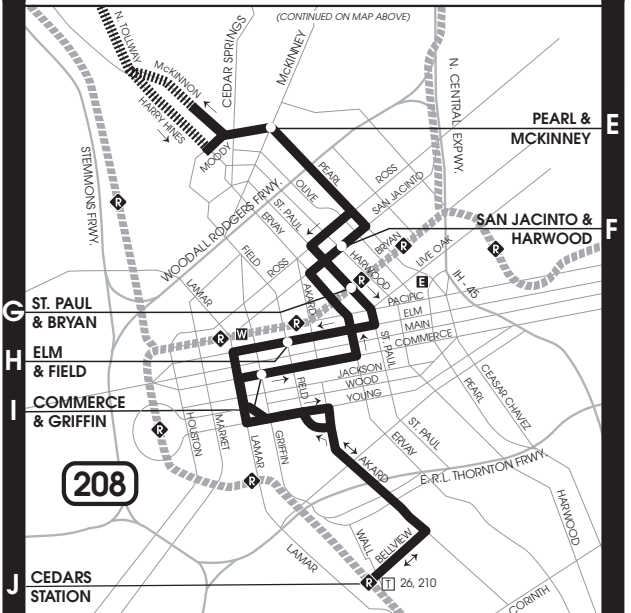 (CONTINUED ON MAP ABOVE)
N. TOLLWAY
McKINNON
HARRY HINES
CEDAR SPRINGS
McKINNEY
MOODY
N. CENTRAL EXPWY.
E
PEARL &
McKINNEY
STEMMONS FRWY.
WOODALL RODGERS FRWY.
PEARL
OLIVE
ST. PAUL
ERVAY
ROSS
SAN JACINTO
F
SAN JACINTO &
HARWOOD
R
FIELD
ROSS
LAMAR
AKARD
HARWOOD
BRYAN
R
LIVE OAK
R
R
E
IH - 45
G
ST. PAUL
& BRYAN
R
W
R
PACIFIC
ELM
MAIN
COMMERCE
ST. PAUL
H
ELM
& FIELD
JACKSON
WOOD
YOUNG
FIELD
PEARL
CEASAR CHAVEZ
I
COMMERCE
& GRIFFIN
R
HOUSTON
MARKET
LAMAR
GRIFFIN
ST. PAUL
ERVAY
AKARD
E. R.L. THORNTON FRWY.
208
R
HARWOOD
LAMAR
WALL
BELLVIEW
J
CEDARS
STATION
R
T
26, 210
CORINTH